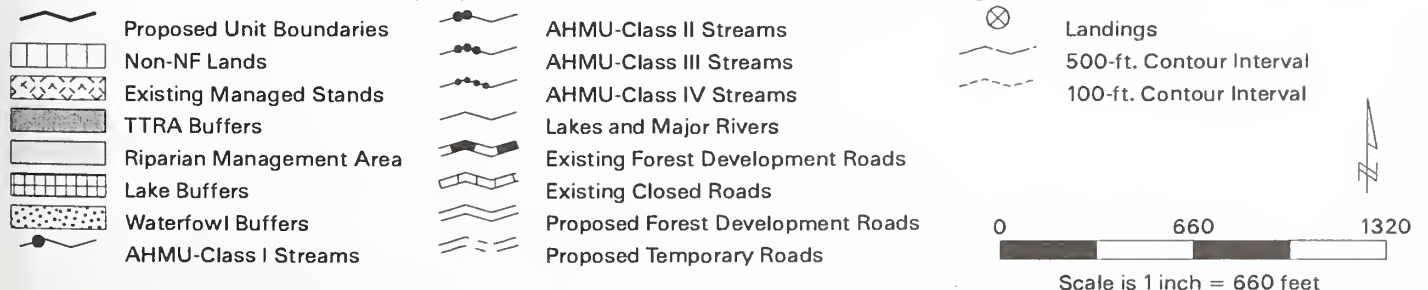 Proposed Unit Boundaries
Non-NF Lands
Existing Managed Stands
TTRA Buffers
Riparian Management Area
Lake Buffers
Waterfowl Buffers
AHMU-Class I Streams
AHMU-Class II Streams
AHMU-Class III Streams
AHMU-Class IV Streams
Lakes and Major Rivers
Existing Forest Development Roads
Existing Closed Roads
Proposed Forest Development Roads
Proposed Temporary Roads
Landings
500-ft. Contour Interval
100-ft. Contour Interval
0 660 1320
Scale is 1 inch = 660 feet